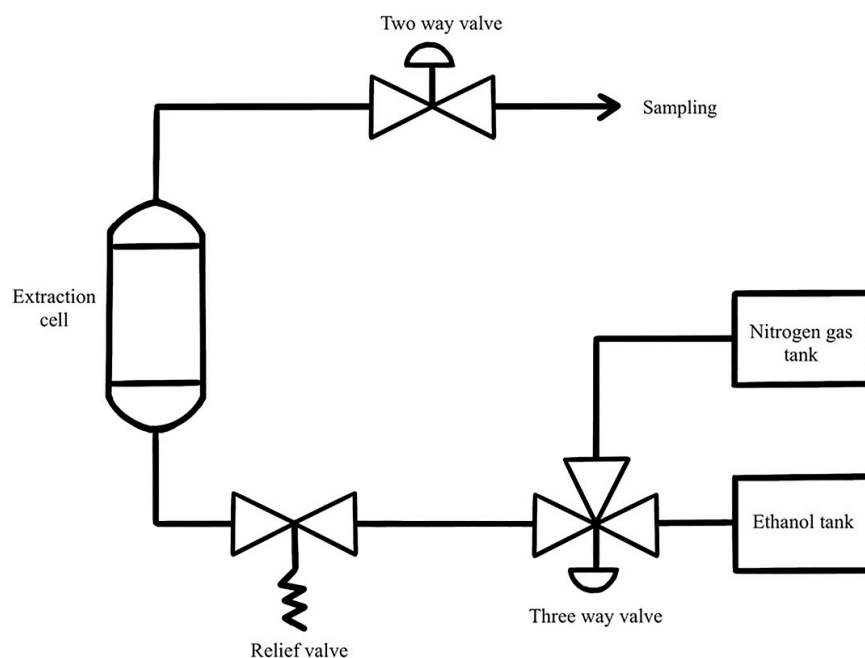 Two way valve
Sampling
Extraction
cell
Nitrogen gas
tank
Ethanol tank
Three way valve
Relief valve